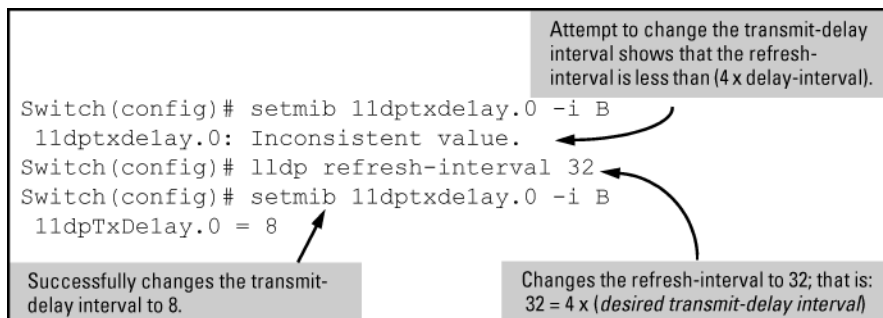 Attempt to change the transmit-delay
interval shows that the refresh-
interval is less than (4 x delay-interval).
Switch(config)# setmib 11dptxde1ay.0 -i B
11dptxde1ay.0: Inconsistent value.
Switch(config)# lldp refresh-interval 32
Switch(config)# setmib 11dptxde1ay.0 -i B
11dpTxDe1ay.0 = 8
Successfully changes the transmit-
delay interval to 8.
Changes the refresh-interval to 32; that is:
32 = 4 x (desired transmit-delay interval)